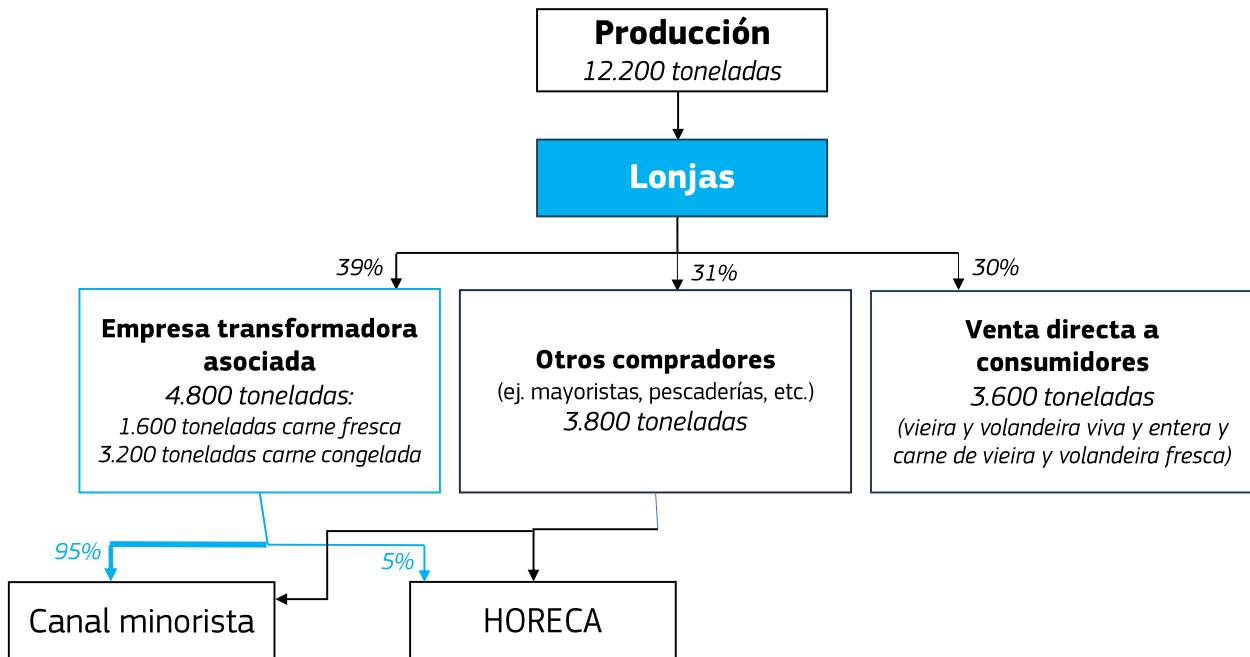 Producción
12.200 toneladas
Lonjas
39%
31%
30%
Empresa transformadora
asociada
4.800 toneladas:
1.600 toneladas carne fresca
3.200 toneladas carne congelada
Otros compradores
(ej. mayoristas, pescaderías, etc.)
3.800 toneladas
Venta directa a
consumidores
3.600 toneladas
(vieira y volandeira viva y entera y
carne de vieira y volandeira fresca)
95%
5%
Canal minorista
HORECA